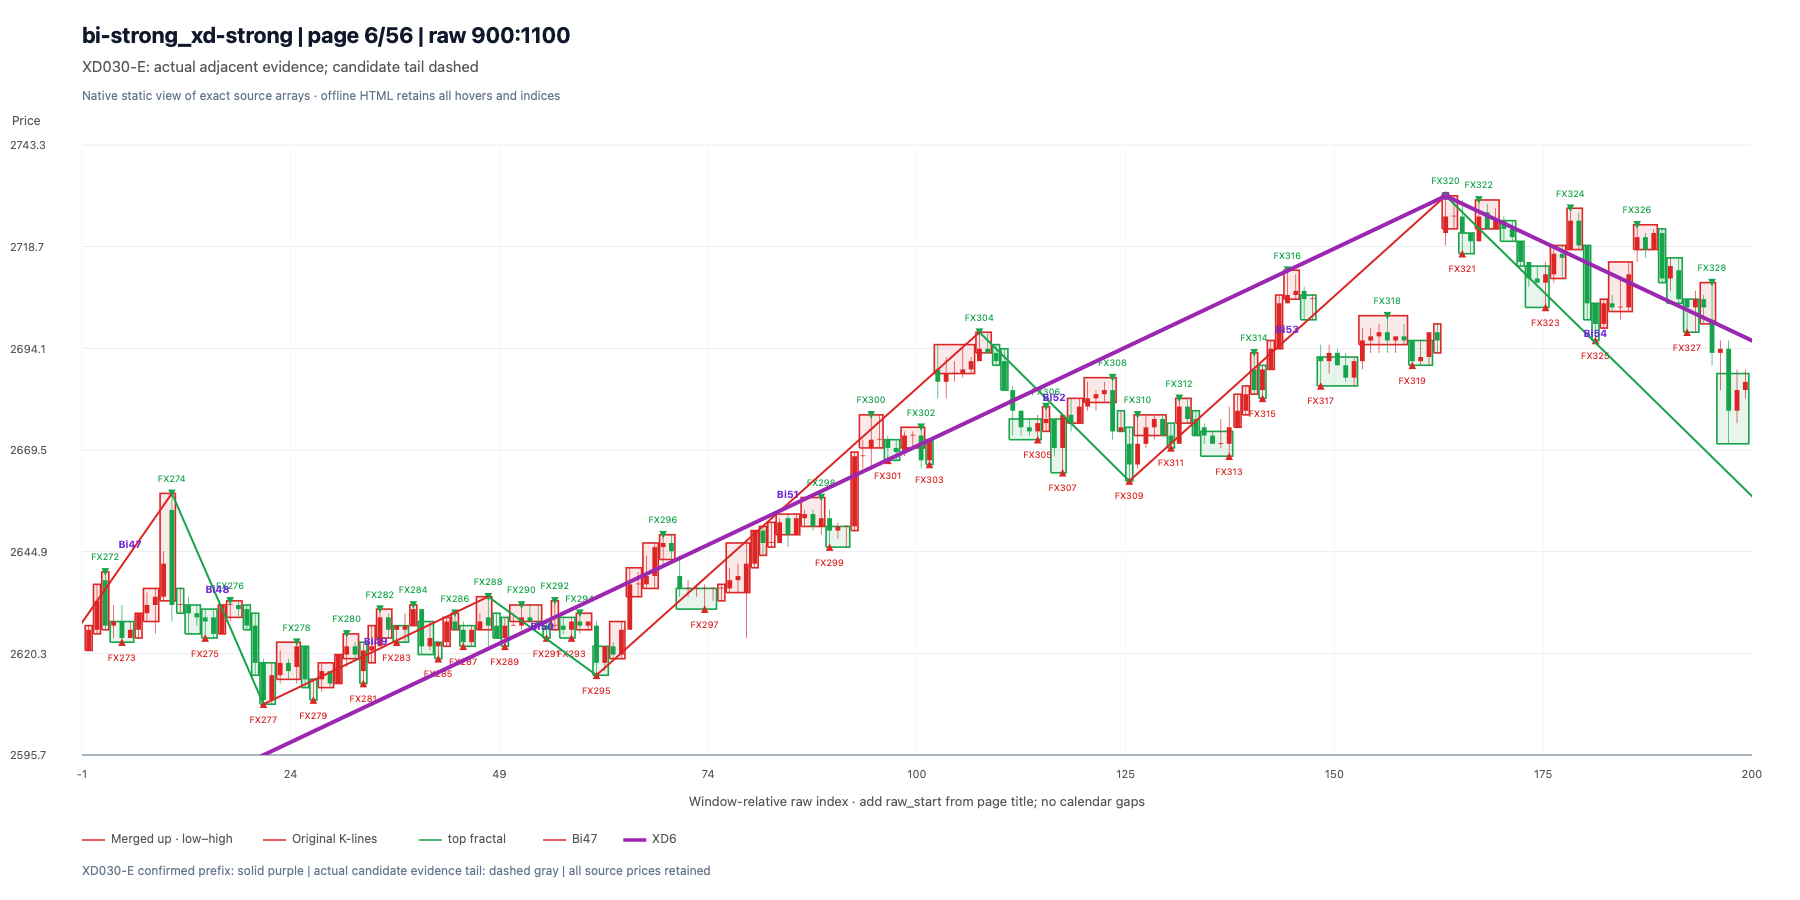 bi-strong_xd-strong | page 6/56 | raw 900:1100
XD030-E: actual adjacent evidence; candidate tail dashed
Native static view of exact source arrays · offline HTML retains all hovers and indices
Price
2743.3
2718.7
2694.1
2669.5
2644.9
2620.3
2595.7
FX320
FX322
FX324
FX326
FX316
FX321
FX328
FX304
FX318
FX323
Bi53
Bi54
FX314
FX325
FX327
FX308
FX319
FX306
Bi52
FX312
FX317
FX300
FX302
FX310
FX315
FX305
FX311
FX301
FX303
FX313
FX274
FX298
FX307
FX309
Bi51
FX296
Bi47
FX272
FX299
Bi48
FX276
FX288
FX290
FX292
FX282
FX284
FX286
FX294
FX278
FX280
FX297
Bi49
Bi50
FX273
FX275
FX283
FX287
FX289
FX291
FX293
FX285
FX295
FX281
FX277
FX279
-1
24
49
74
100
125
150
175
200
Window-relative raw index · add raw_start from page title; no calendar gaps
Merged up · low–high
Original K-lines
top fractal
Bi47
XD6
XD030-E confirmed prefix: solid purple | actual candidate evidence tail: dashed gray | all source prices retained